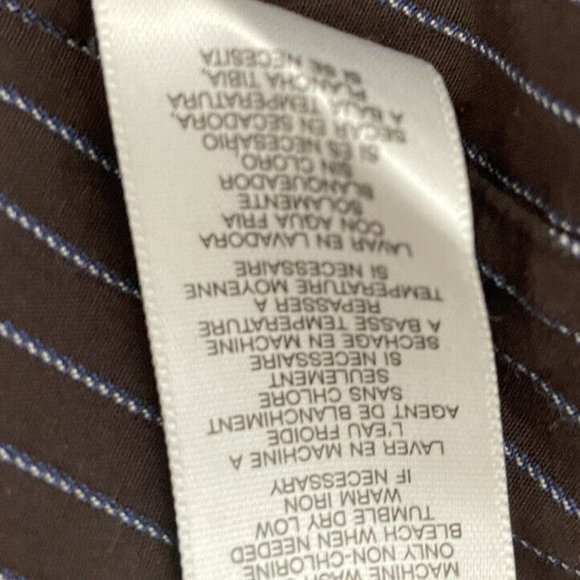 MACHINE WASH
ONLY NON-CHLORINE
BLEACH WHEN NEEDED
TUMBLE DRY LOW
WARM IRON
IF NECESSARY
LAVER EN MACHINE A
L'EAU FROIDE
AGENT DE BLANCHIMENT
SANS CHLORE
SEULEMENT
SI NECESSAIRE
SECHAGE EN MACHINE
A BASSE TEMPERATURE
REPASSER A
TEMPERATURE MOYENNE
SI NECESSAIRE
LAVAR EN LAVADORA
CON AGUA FRIA
SOLAMENTE
BLANQUEADOR
SIN CLORO,
SI ES NECESARIO
SECAR EN SECADORA,
A BAJA TEMPERATURA
PLANCHA TIBIA,
SI SE NECESITA